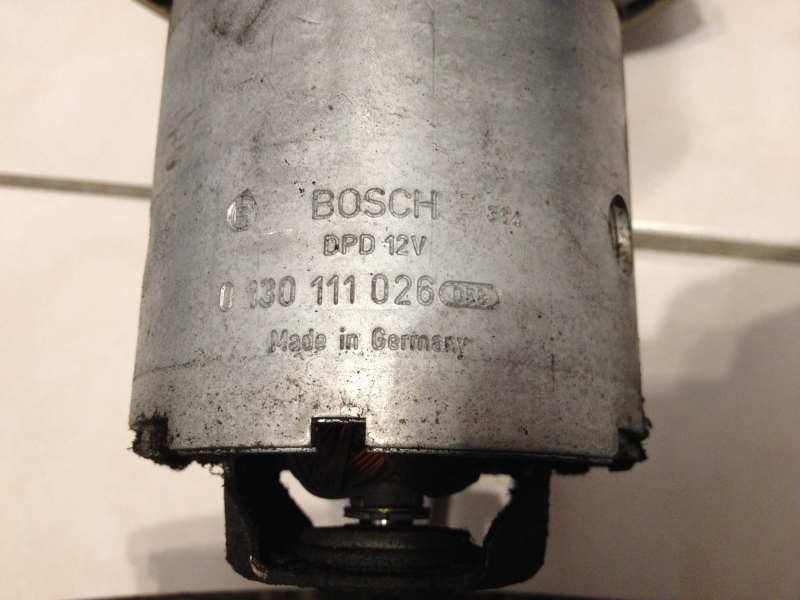 BOSCH
DPD 12V
0 130 111 026
Made in Germany